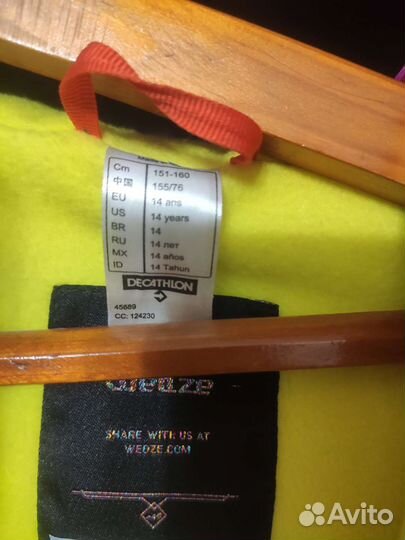 Cm 151-160
中国 155/76
EU 14 ans
US 14 years
BR 14
RU 14 лет
MX 14 años
ID 14 Tahun
DECATHLON
45689
CC: 124230
WEDZE
SHARE WITH US AT
WEDZE.COM
Avito